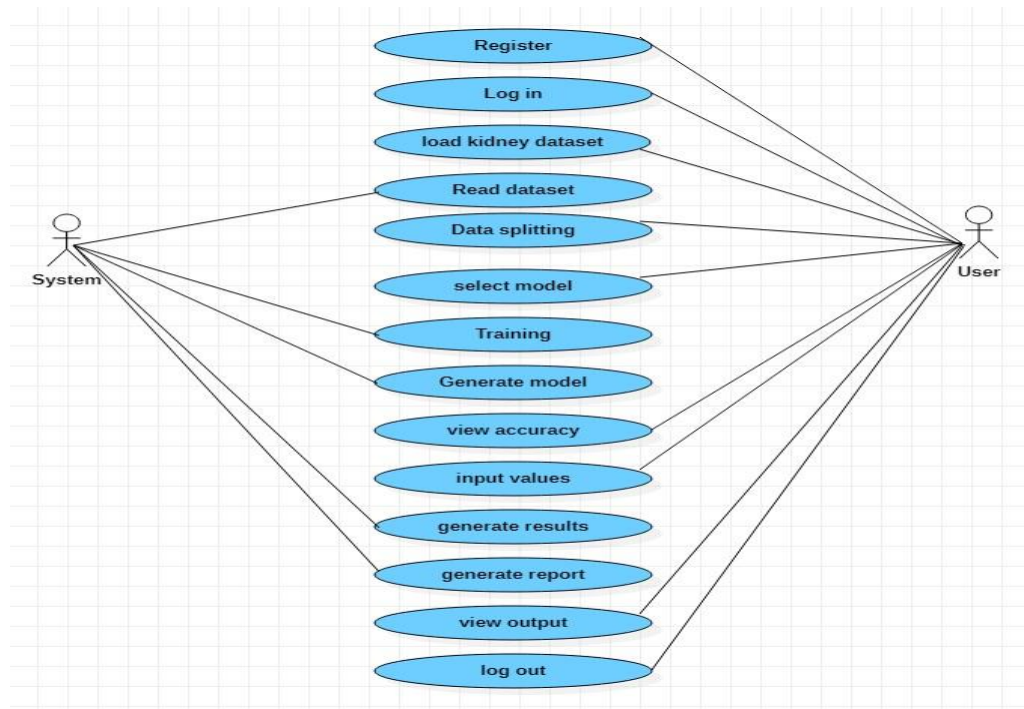 Register
Log in
load kidney dataset
Read dataset
Data splitting
System
User
select model
Training
Generate model
view accuracy
input values
generate results
generate report
view output
log out